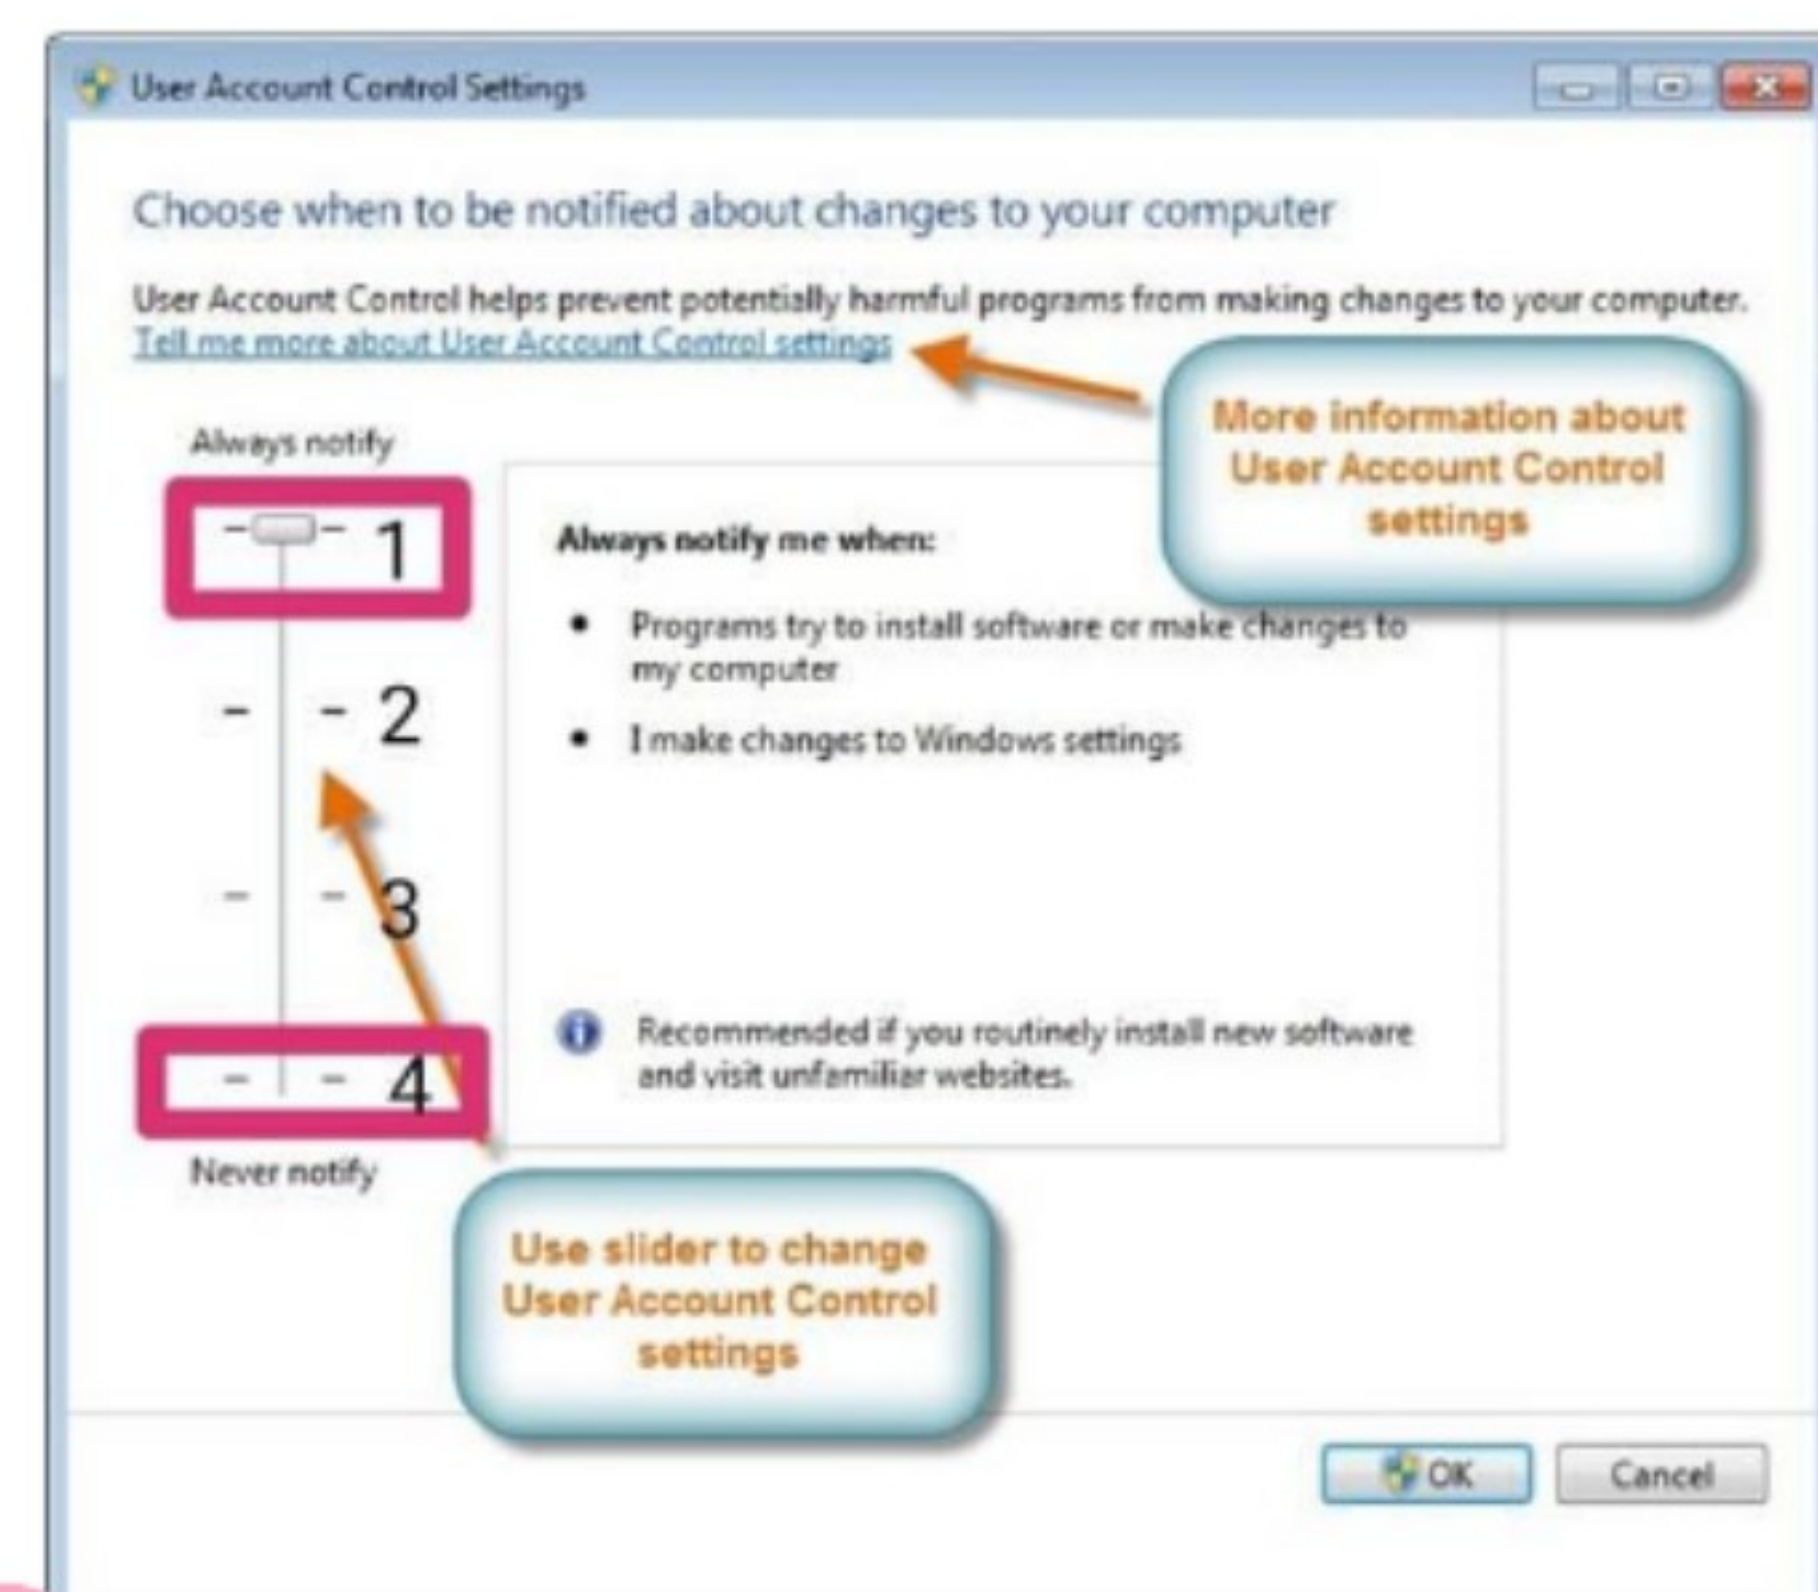 User Account Control Settings
Choose when to be notified about changes to your computer
User Account Control helps prevent potentially harmful programs from making changes to your computer.
Tell me more about User Account Control settings
More information about
User Account Control
settings
Always notify
1
2
3
4
Never notify
Always notify me when:
• Programs try to install software or make changes to
my computer
• I make changes to Windows settings
Recommended if you routinely install new software
and visit unfamiliar websites.
Use slider to change
User Account Control
settings
OK
Cancel